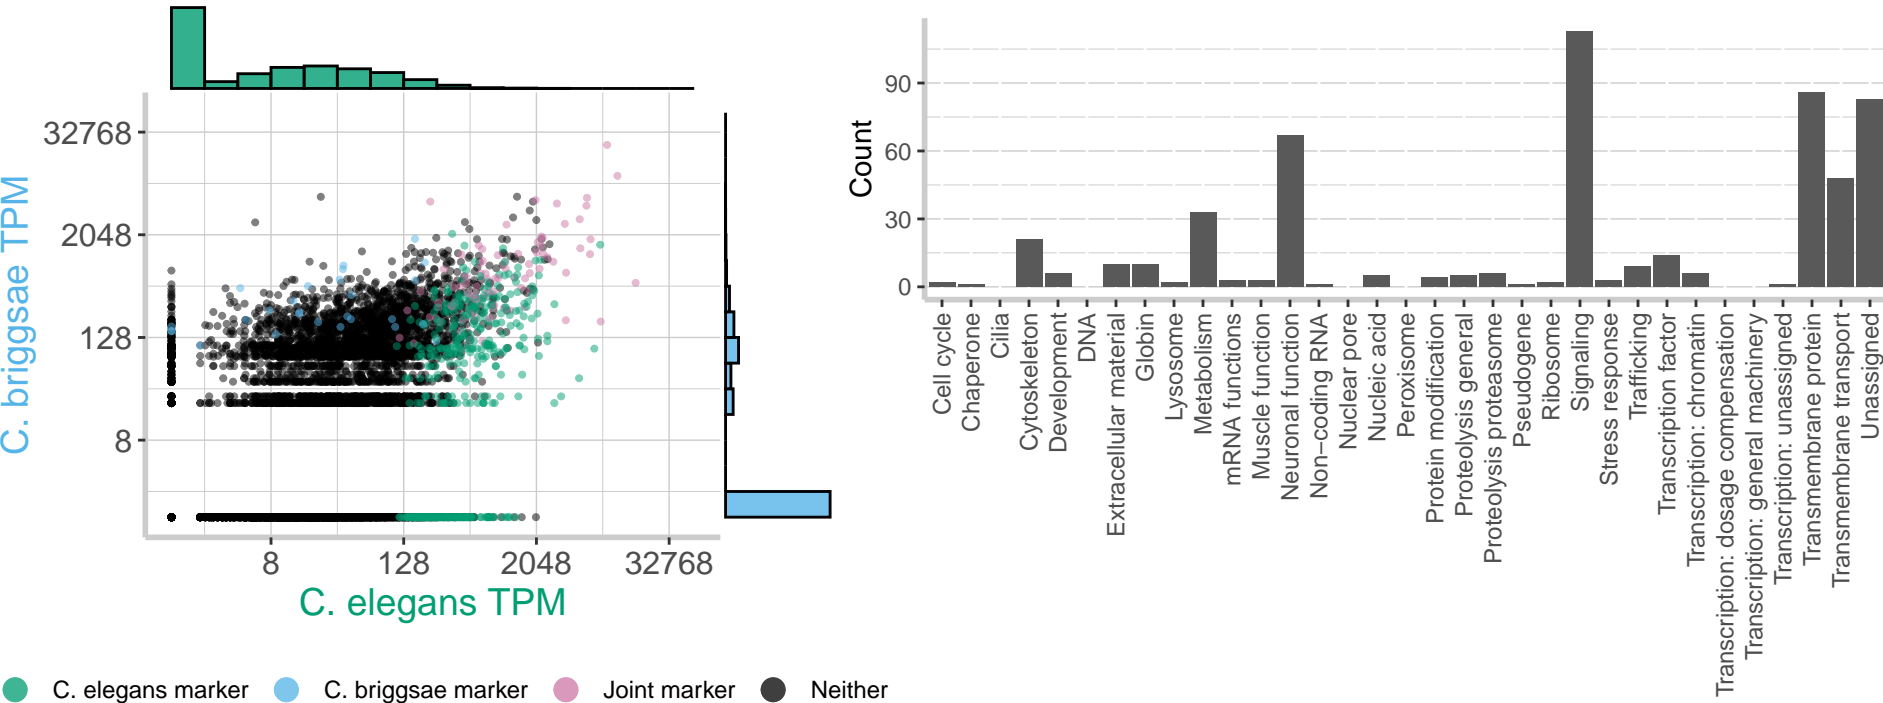 32768
2048
128
8
C. briggsae TPM
8
128
2048
32768
C. elegans TPM
C. elegans marker
C. briggsae marker
Joint marker
Neither
Count
90
60
30
0
Cell cycle
Chaperone
Cilia
Cytoskeleton
Development
DNA
Extracellular material
Globin
Lysosome
Metabolism
mRNA functions
Muscle function
Neuronal function
Non−coding RNA
Nuclear pore
Nucleic acid
Peroxisome
Protein modification
Proteolysis general
Proteolysis proteasome
Pseudogene
Ribosome
Signaling
Stress response
Trafficking
Transcription factor
Transcription: chromatin
Transcription: dosage compensation
Transcription: general machinery
Transcription: unassigned
Transmembrane protein
Transmembrane transport
Unassigned